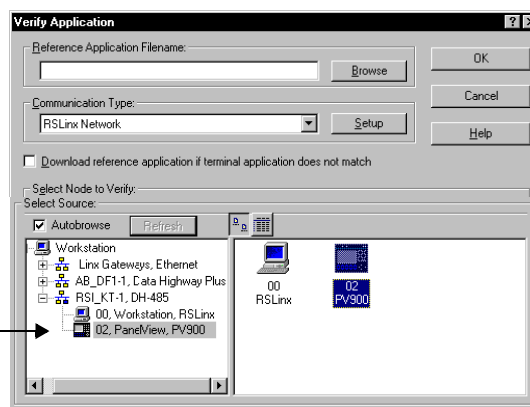 Verify Application
Reference Application Filename:
Browse
OK
Cancel
Help
Communication Type:
RSLinx Network
Setup
Download reference application if terminal application does not match
Select Node to Verify:
Select Source:
Autobrowse
Refresh
Workstation
Linx Gateways, Ethernet
AB_DF1-1, Data Highway Plus
RSI_KT-1, DH-485
00, Workstation, RSLinx
02, PanelView, PV900
00
RSLinx
02
PV900